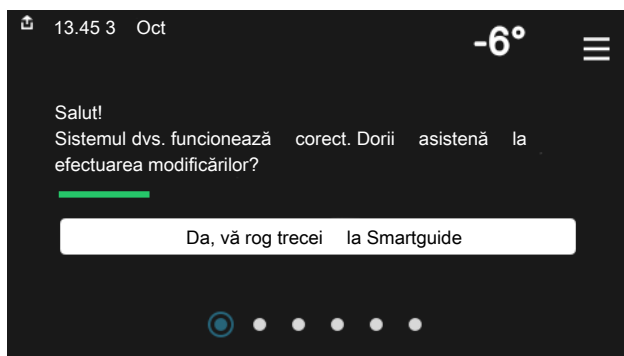 13.45 3 Oct
-6°
Salut!
Sistemul dvs. funcționează corect. Dorii asistenă la
efectuarea modificărilor?
Da, vă rog trecei la Smartguide